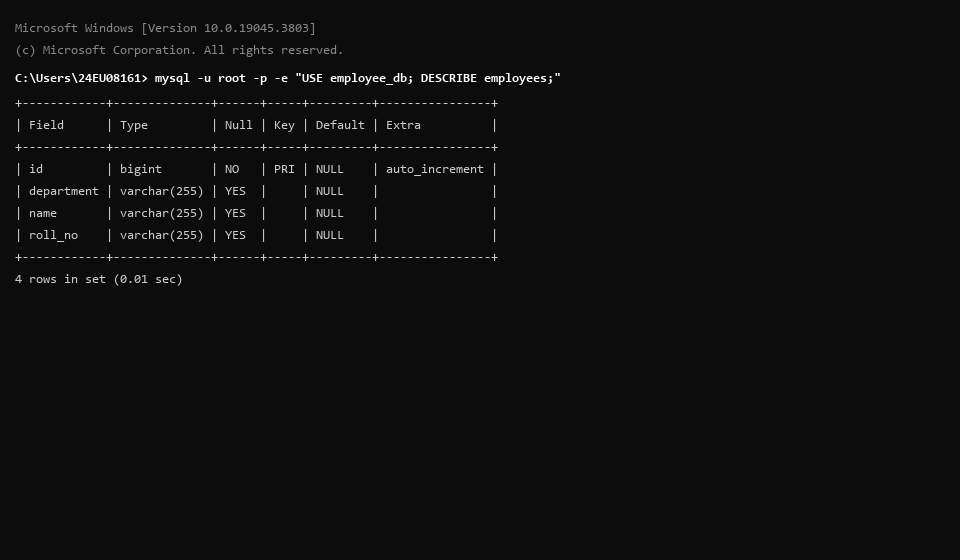 Microsoft Windows [Version 10.0.19045.3803]
(c) Microsoft Corporation. All rights reserved.
C:\Users\24EU08161> mysql -u root -p -e "USE employee_db; DESCRIBE employees;"
+------------+--------------+------+-----+---------+---------------+
| Field      | Type         | Null | Key | Default | Extra          |
+------------+--------------+------+-----+---------+---------------+
| id         | bigint       | NO   | PRI | NULL    | auto_increment |
| department | varchar(255) | YES  |     | NULL    |                |
| name       | varchar(255) | YES  |     | NULL    |                |
| roll_no    | varchar(255) | YES  |     | NULL    |                |
+------------+--------------+------+-----+---------+---------------+
4 rows in set (0.01 sec)